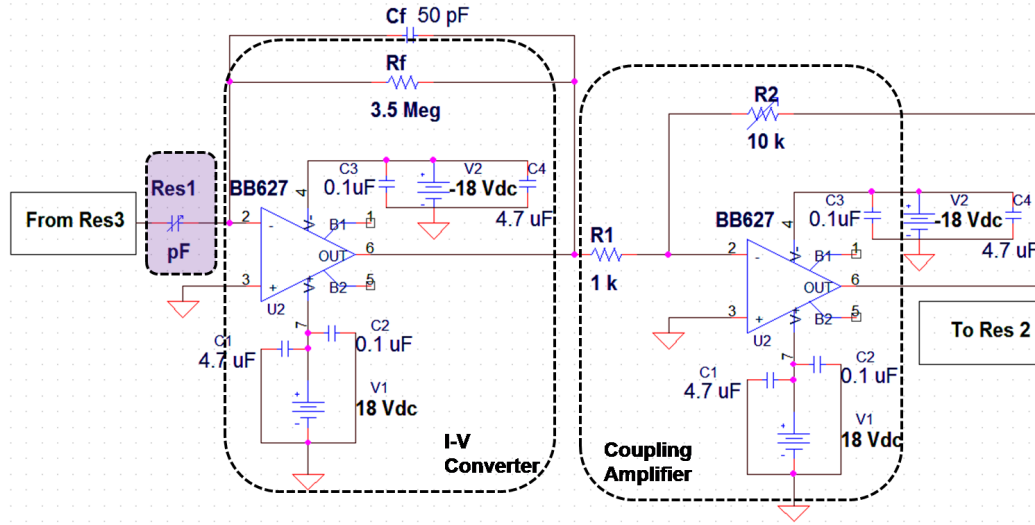 Cf 50 pF
Rf
3.5 Meg
R2
10 k
Res1
pF
From Res3
BB627
4
C3
0.1uF
V2
-18 Vdc
C4
4.7 uF
2
-
B1
1
OUT
6
V-
3
+
B2
5
V+
U2
7
C1
4.7 uF
C2
0.1 uF
V1
18 Vdc
I-V
Converter
R1
1 k
BB627
4
C3
0.1uF
V2
-18 Vdc
C4
4.7 uF
2
-
B1
1
OUT
6
V-
3
+
B2
5
V+
U2
7
To Res 2
C1
4.7 uF
C2
0.1 uF
V1
18 Vdc
Coupling
Amplifier